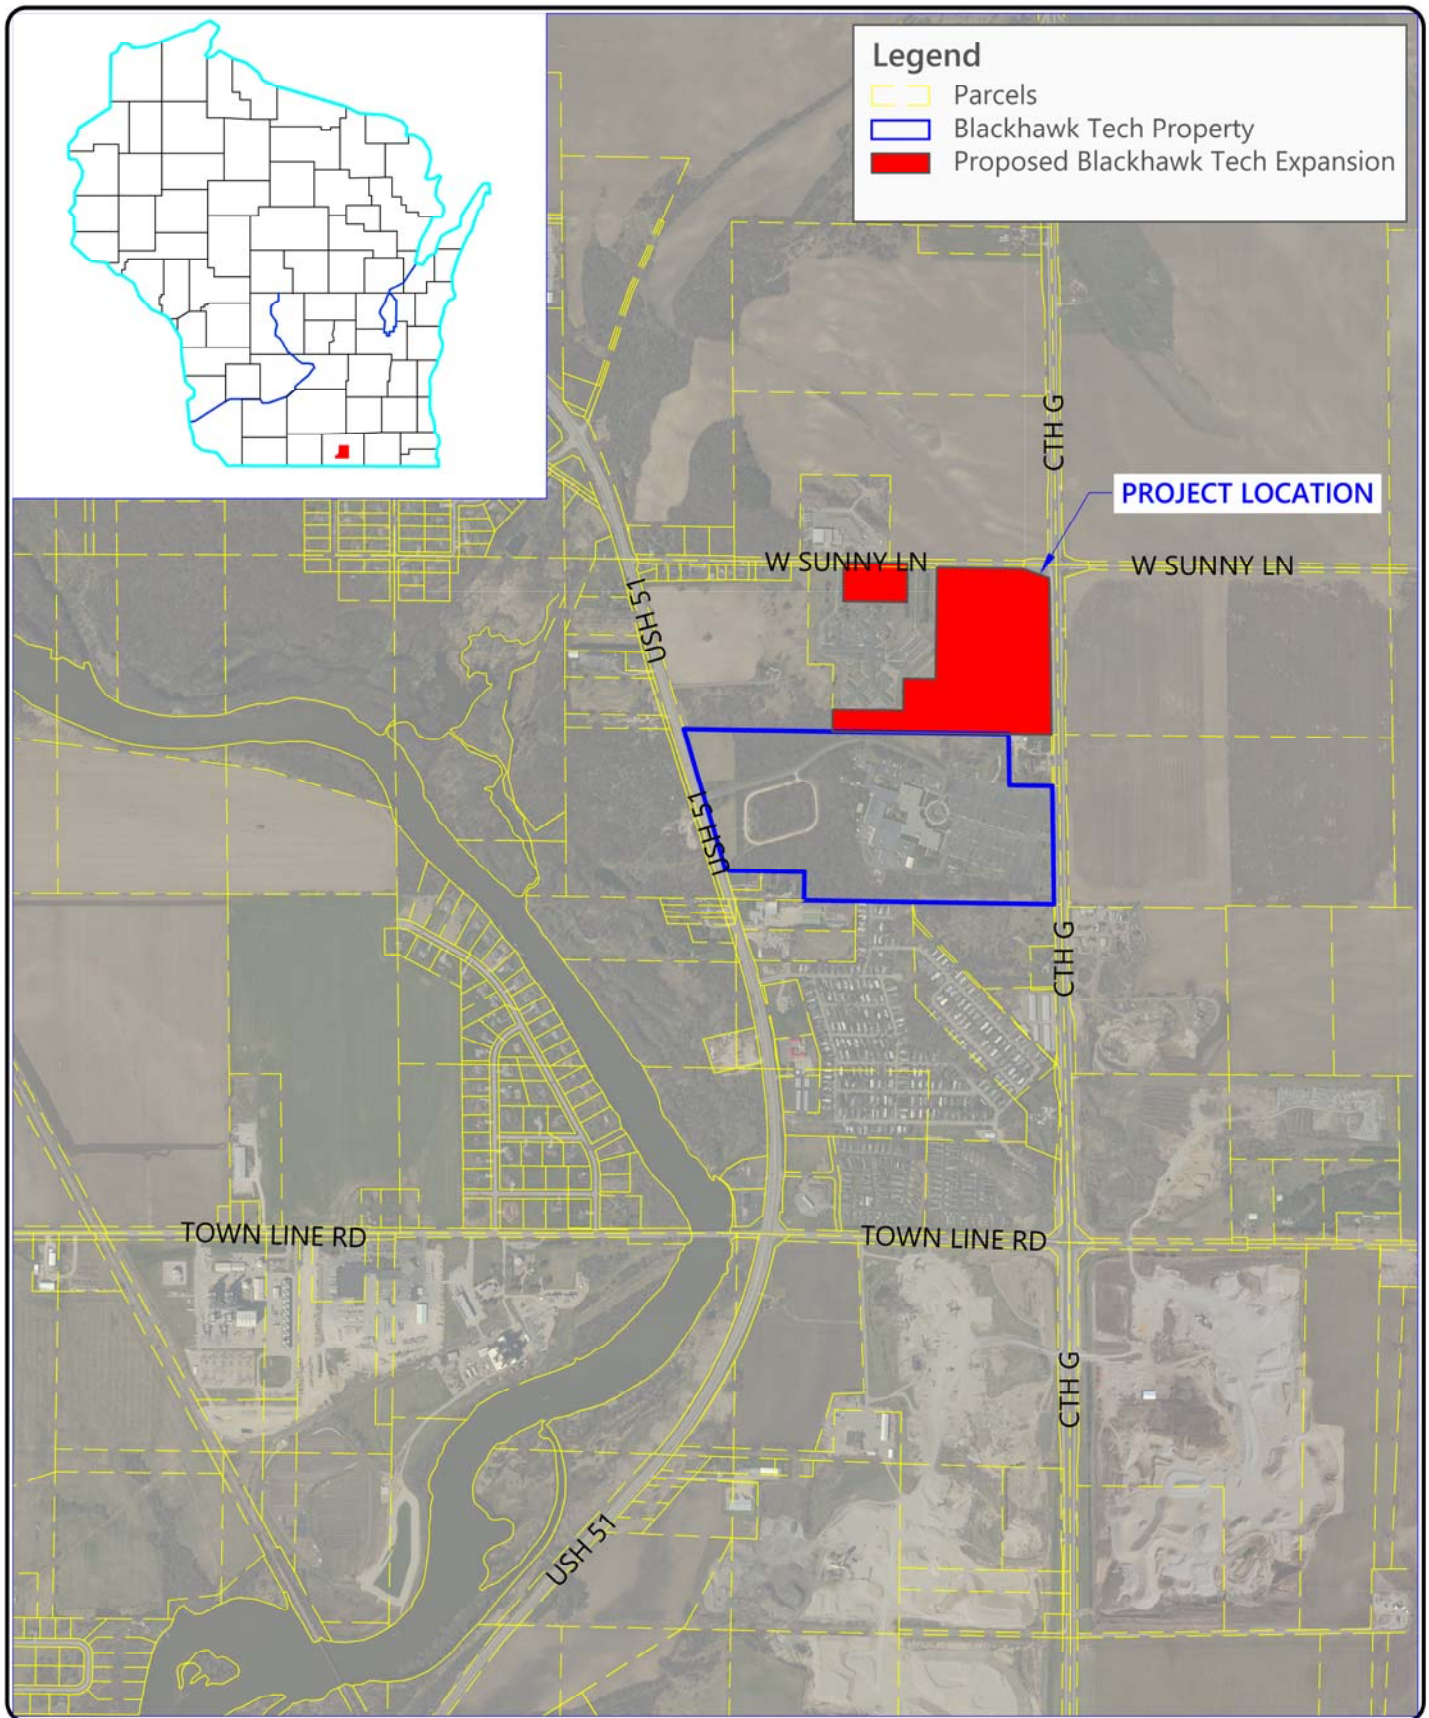 Legend
Parcels
Blackhawk Tech Property
Proposed Blackhawk Tech Expansion
CTH G
PROJECT LOCATION
W SUNNY LN
W SUNNY LN
USH 51
USH 51
CTH G
TOWN LINE RD
TOWN LINE RD
CTH G
USH 51